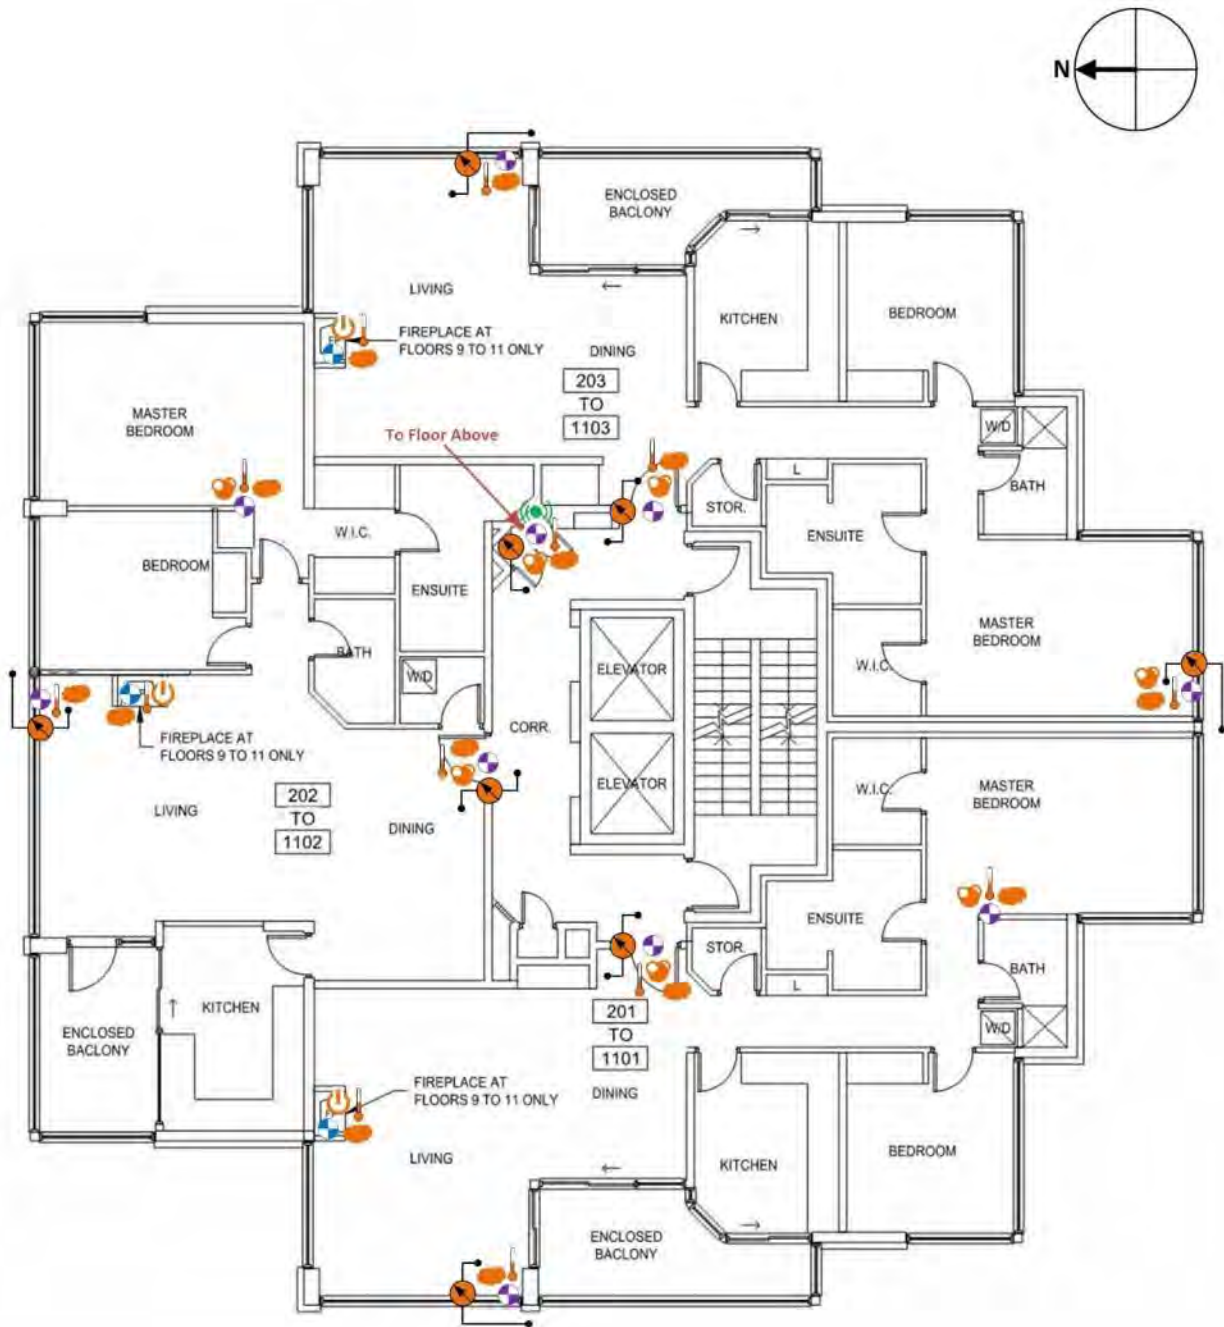 N
ENCLOSED
BACLONY
LIVING
KITCHEN
BEDROOM
FIREPLACE AT
FLOORS 9 TO 11 ONLY
DINING
203
TO
1103
MASTER
BEDROOM
To Floor Above
W/D
L
STOR.
BATH
W.I.C.
ENSUITE
BEDROOM
ENSUITE
BATH
MASTER
BEDROOM
ELEVATOR
W.I.C.
W/D
CORR.
FIREPLACE AT
FLOORS 9 TO 11 ONLY
ELEVATOR
W.I.C.
MASTER
BEDROOM
LIVING
202
TO
1102
DINING
ENSUITE
STOR.
BATH
L
KITCHEN
201
TO
1101
W/D
ENCLOSED
BACLONY
FIREPLACE AT
FLOORS 9 TO 11 ONLY
DINING
LIVING
KITCHEN
BEDROOM
ENCLOSED
BACLONY